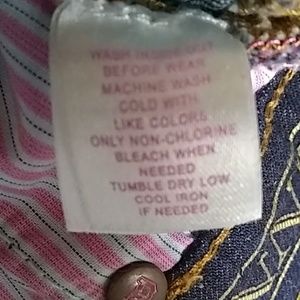 WASH INSIDE OUT
BEFORE WEAR
MACHINE WASH
COLD WITH
LIKE COLORS
ONLY NON-CHLORINE
BLEACH WHEN
NEEDED
TUMBLE DRY LOW
COOL IRON
IF NEEDED